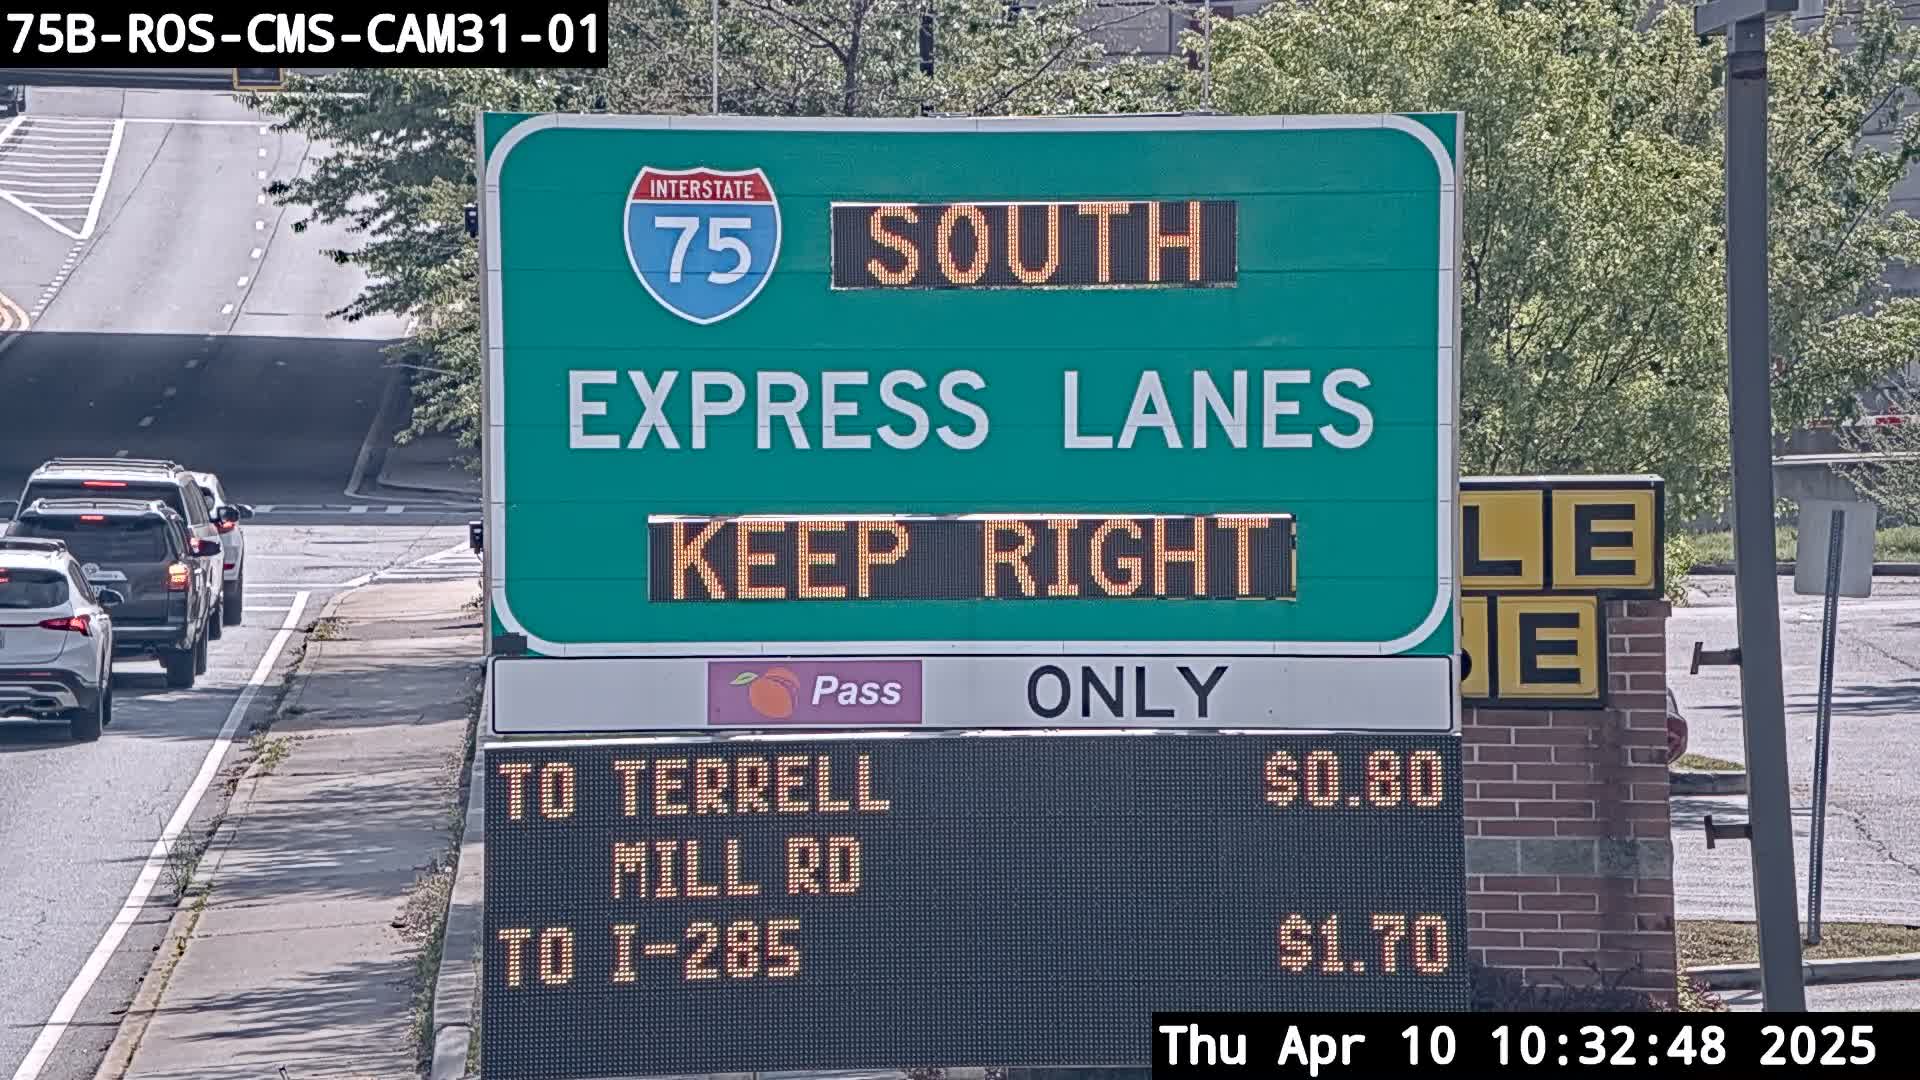 75B-ROS-CMS-CAM31-01
INTERSTATE
75 SOUTH
EXPRESS LANES
KEEP RIGHT
Pass ONLY
TO TERRELL $0.80
MILL RD
TO I-285 $1.70
LE
E
Thu Apr 10 10:32:48 2025